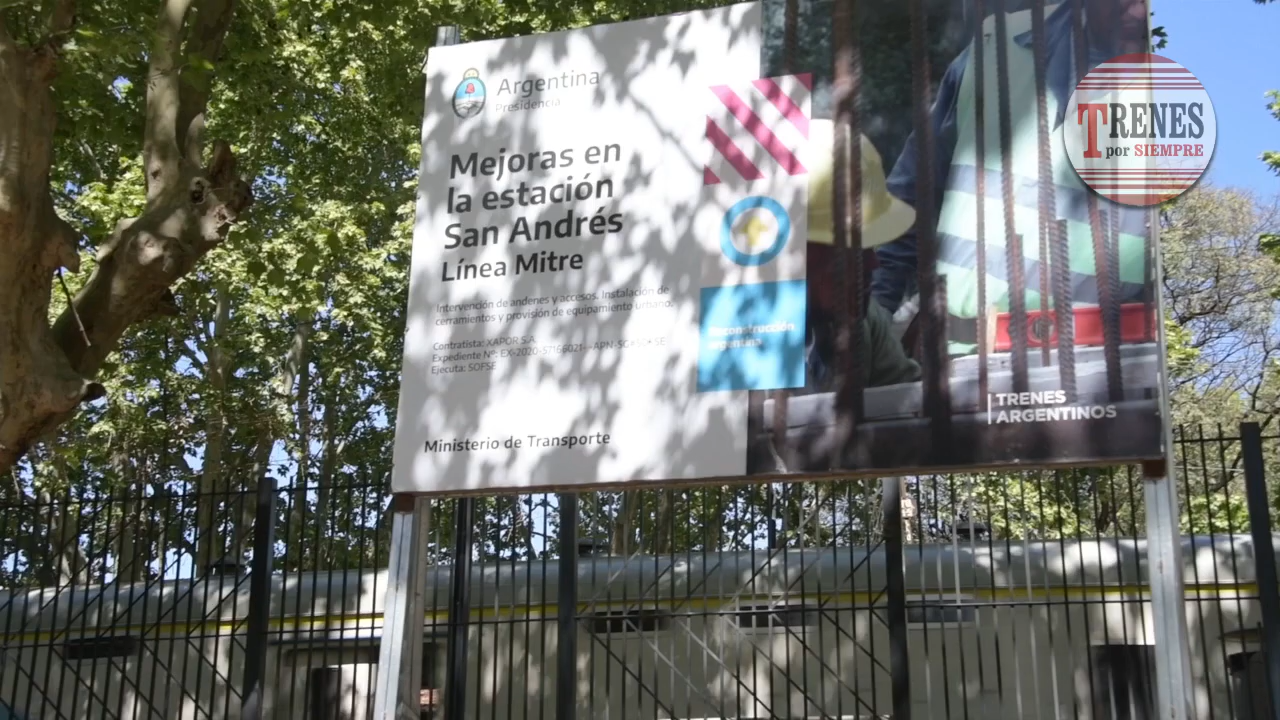 Argentina
Presidencia
Mejoras en
la estación
San Andrés
Línea Mitre
Intervención de andenes y accesos. Instalación de
cerramientos y provisión de equipamiento urbano.
Contratista: XAPOR S.A.
Ejecuta: SOFSE
Ministerio de Transporte
Reconstrucción
argentina
TRENES
ARGENTINOS
TRENES
por SIEMPRE